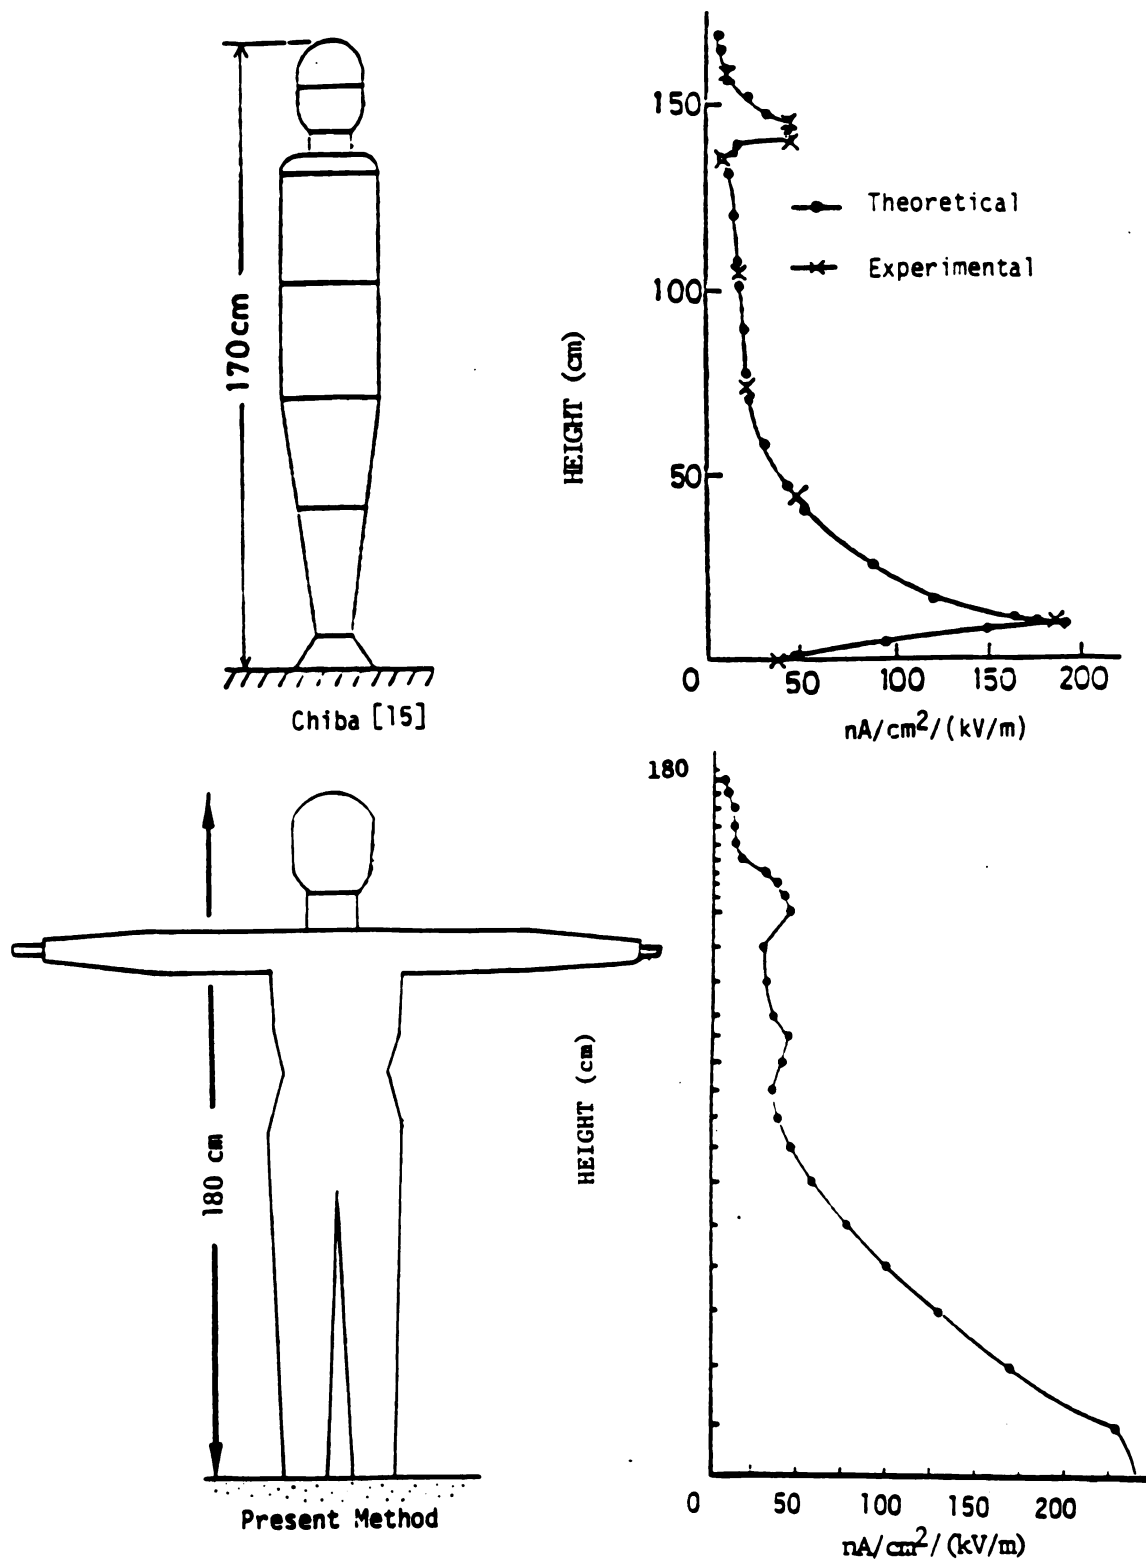 170cm
Chiba [15]
HEIGHT (cm)
150
100
50
0
50
100
150
200
nA/cm²/(kV/m)
Theoretical
Experimental
180 cm
Present Method
HEIGHT (cm)
180
0
50
100
150
200
nA/cm²/(kV/m)